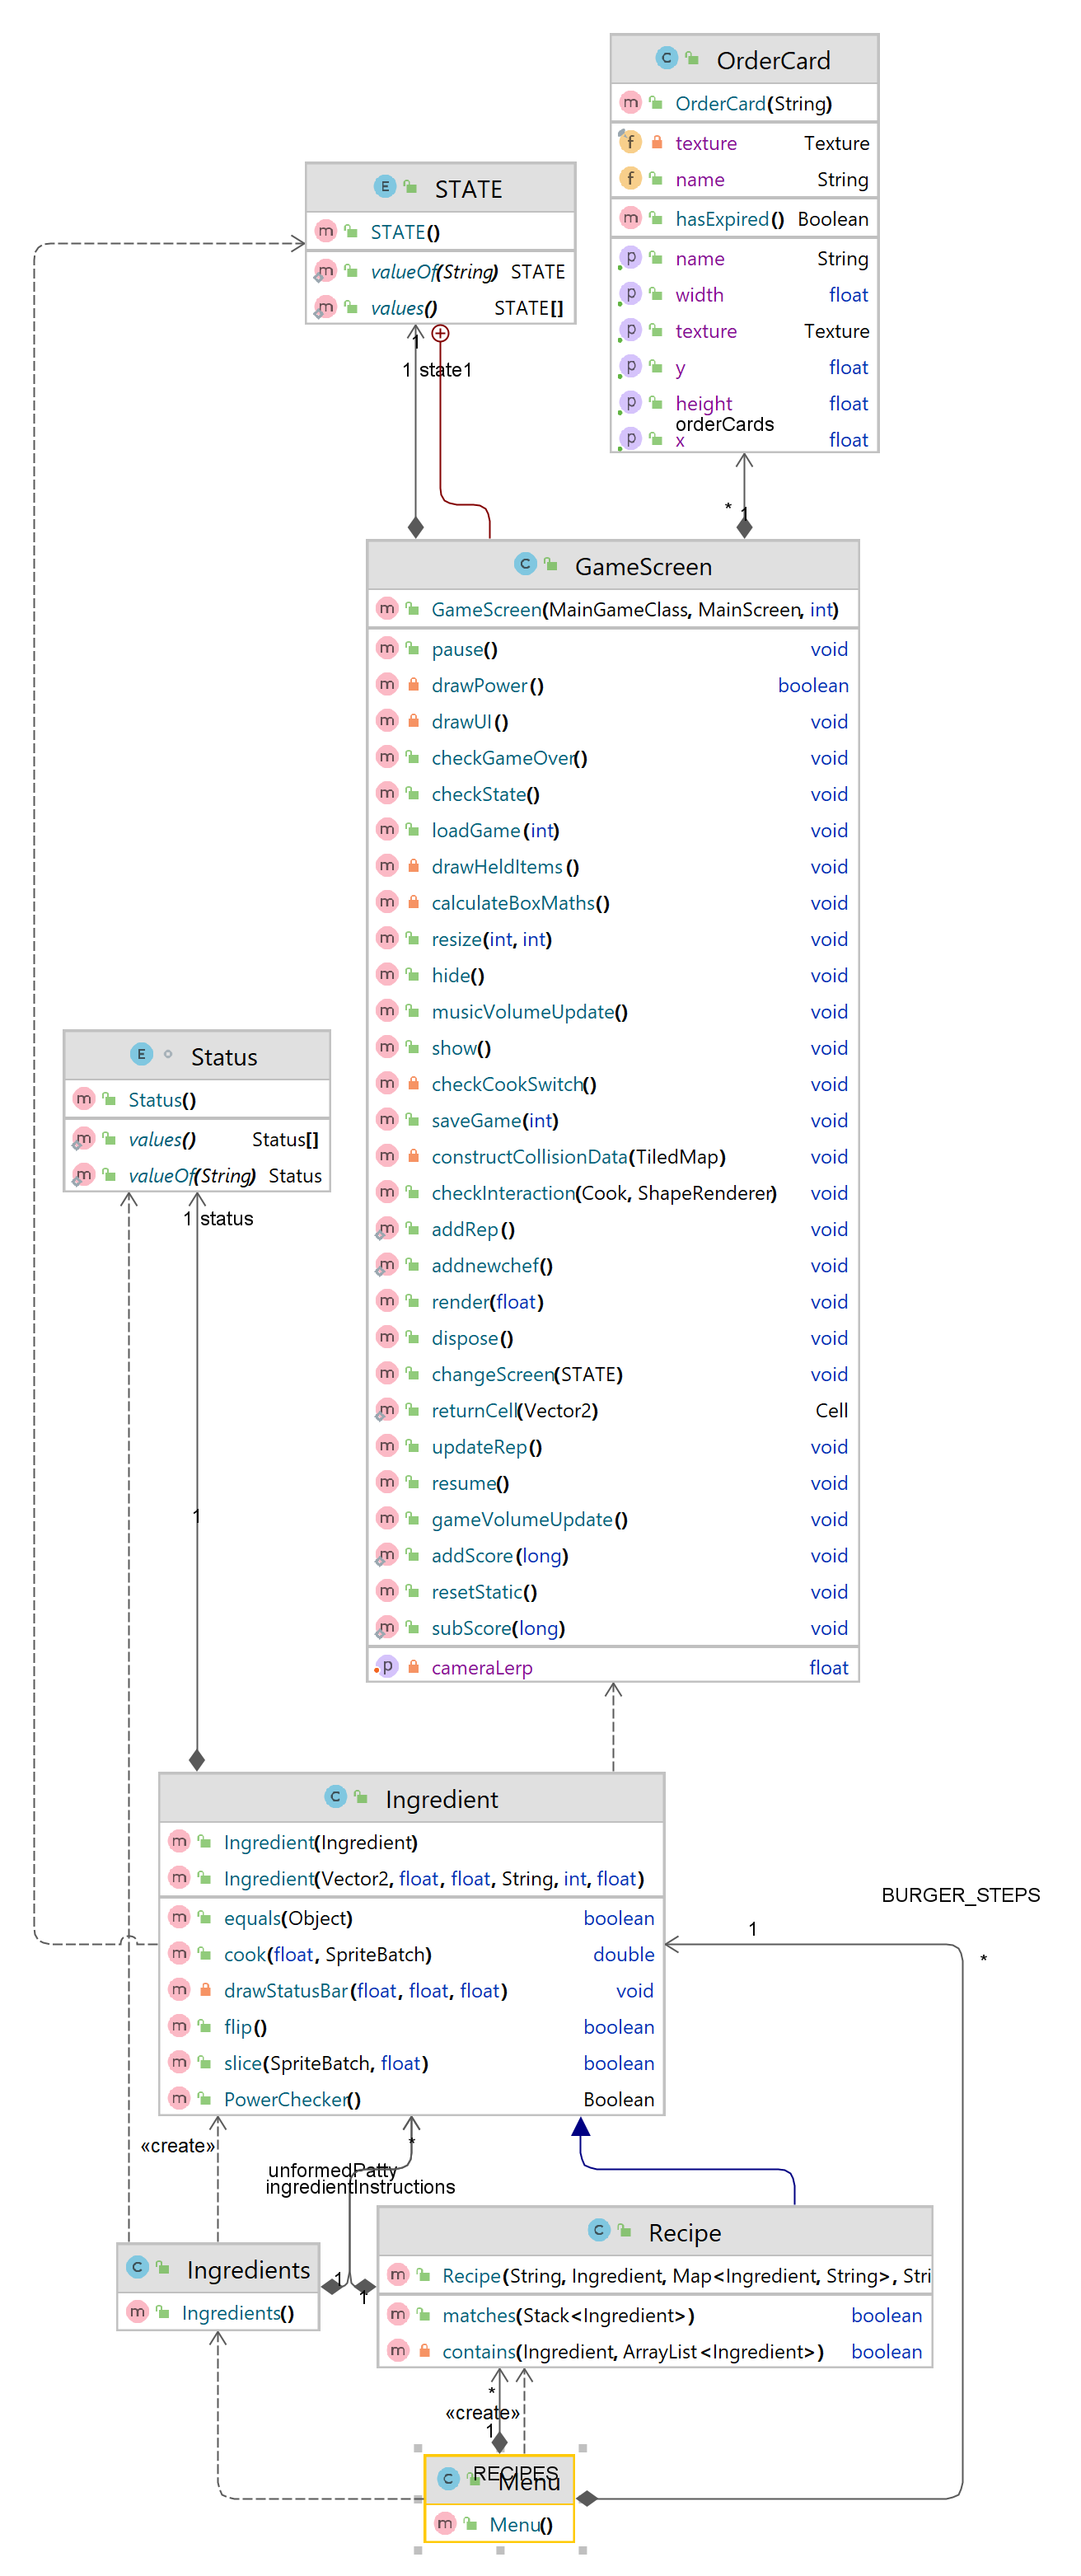 OrderCard
OrderCard(String)
texture Texture
name String
hasExpired() Boolean
name String
width float
texture Texture
y float
height float
orderCards
x float
STATE
STATE()
valueOf(String) STATE
values() STATE[]
1
1 state1
* 1
GameScreen
GameScreen(MainGameClass, MainScreen, int)
pause() void
drawPower() boolean
drawUI() void
checkGameOver() void
checkState() void
loadGame(int) void
drawHeldItems() void
calculateBoxMaths() void
resize(int, int) void
hide() void
musicVolumeUpdate() void
show() void
checkCookSwitch() void
saveGame(int) void
constructCollisionData(TiledMap) void
checkInteraction(Cook, ShapeRenderer) void
addRep() void
addnewchef() void
render(float) void
dispose() void
changeScreen(STATE) void
returnCell(Vector2) Cell
updateRep() void
resume() void
gameVolumeUpdate() void
addScore(long) void
resetStatic() void
subScore(long) void
cameraLerp float
Status
Status()
values() Status[]
valueOf(String) Status
1 status
1
Ingredient
Ingredient(Ingredient)
Ingredient(Vector2, float, float, String, int, float)
equals(Object) boolean
cook(float, SpriteBatch) double
drawStatusBar(float, float, float) void
flip() boolean
slice(SpriteBatch, float) boolean
PowerChecker() Boolean
BURGER_STEPS
1
*
«create»
*
unformedPatty
ingredientInstructions
Ingredients
Ingredients()
1
1
Recipe
Recipe(String, Ingredient, Map<Ingredient, String>, Stri
matches(Stack<Ingredient>) boolean
contains(Ingredient, ArrayList<Ingredient>) boolean
*
«create»
1
RECIPES
Menu
Menu()